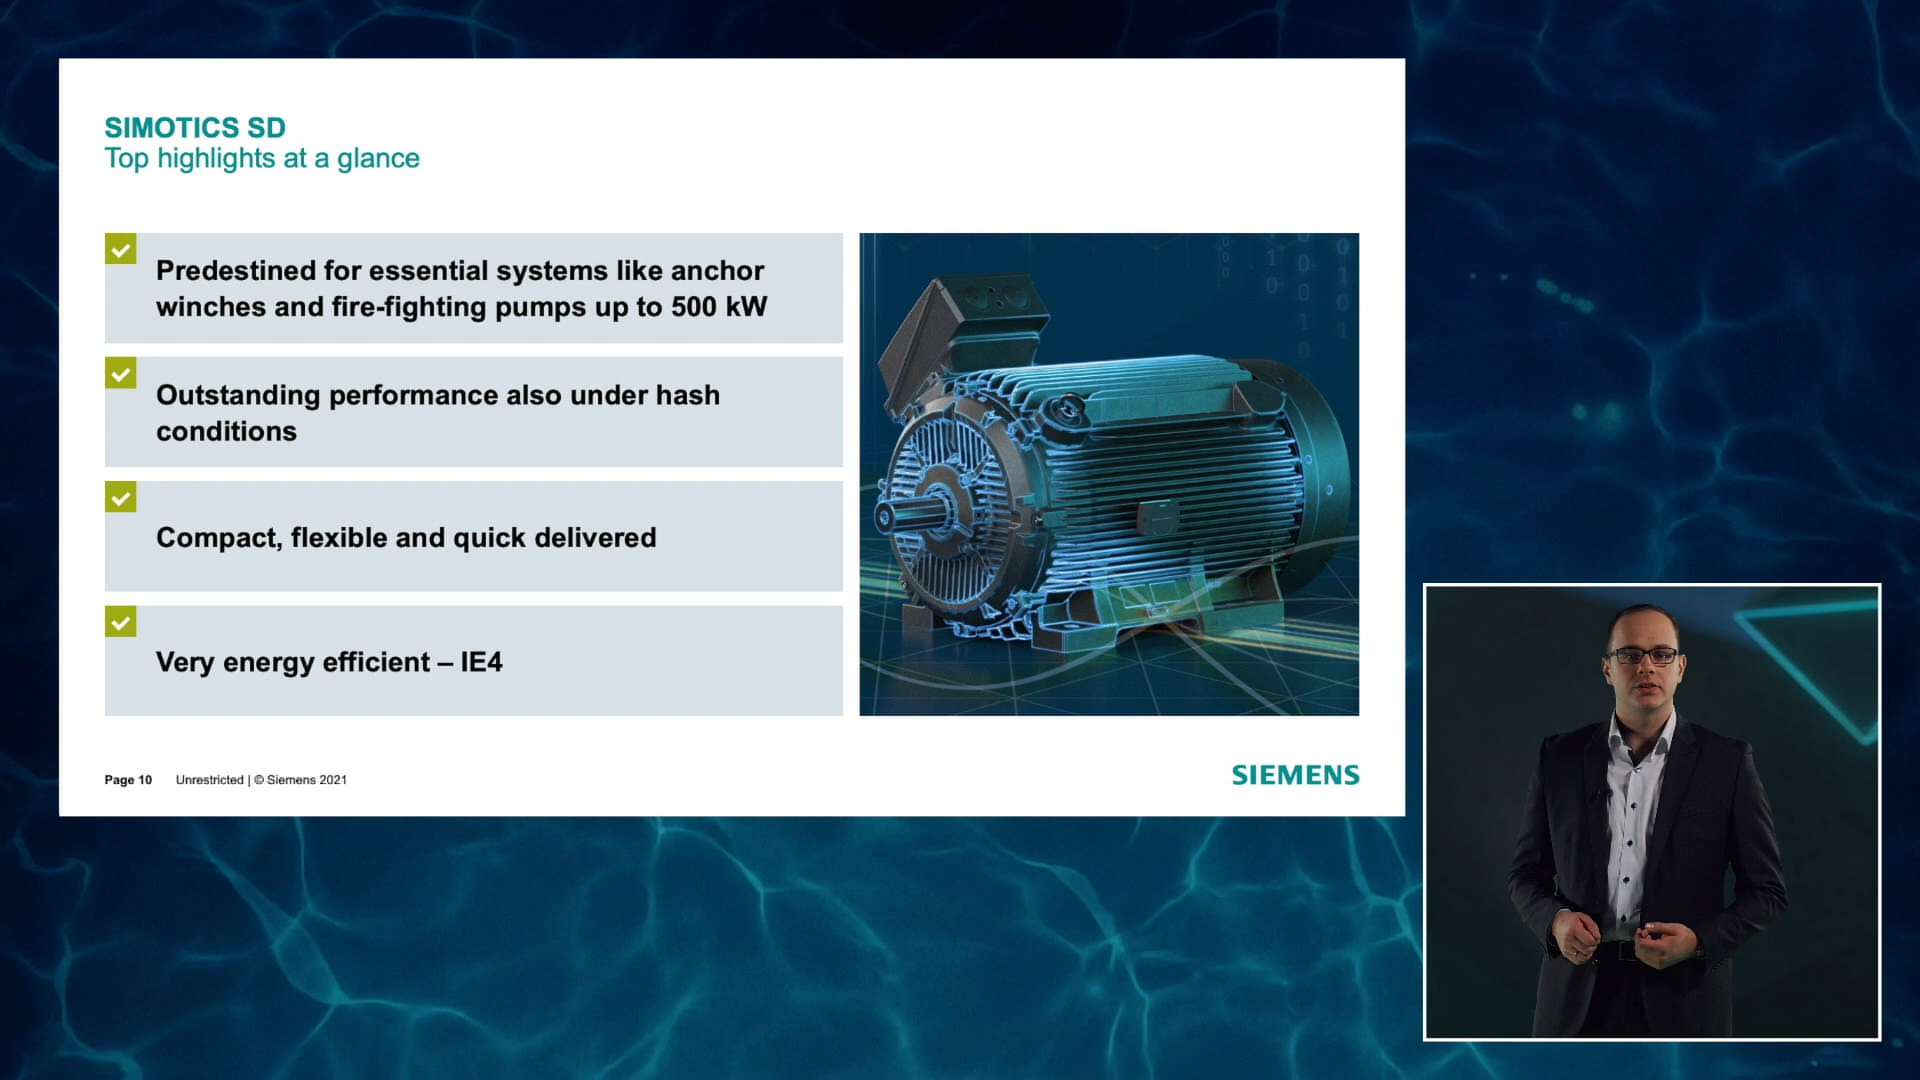 SIMOTICS SD
Top highlights at a glance
Predestined for essential systems like anchor
winches and fire-fighting pumps up to 500 kW
Outstanding performance also under hash
conditions
Compact, flexible and quick delivered
Very energy efficient – IE4
Page 10 Unrestricted | © Siemens 2021
SIEMENS